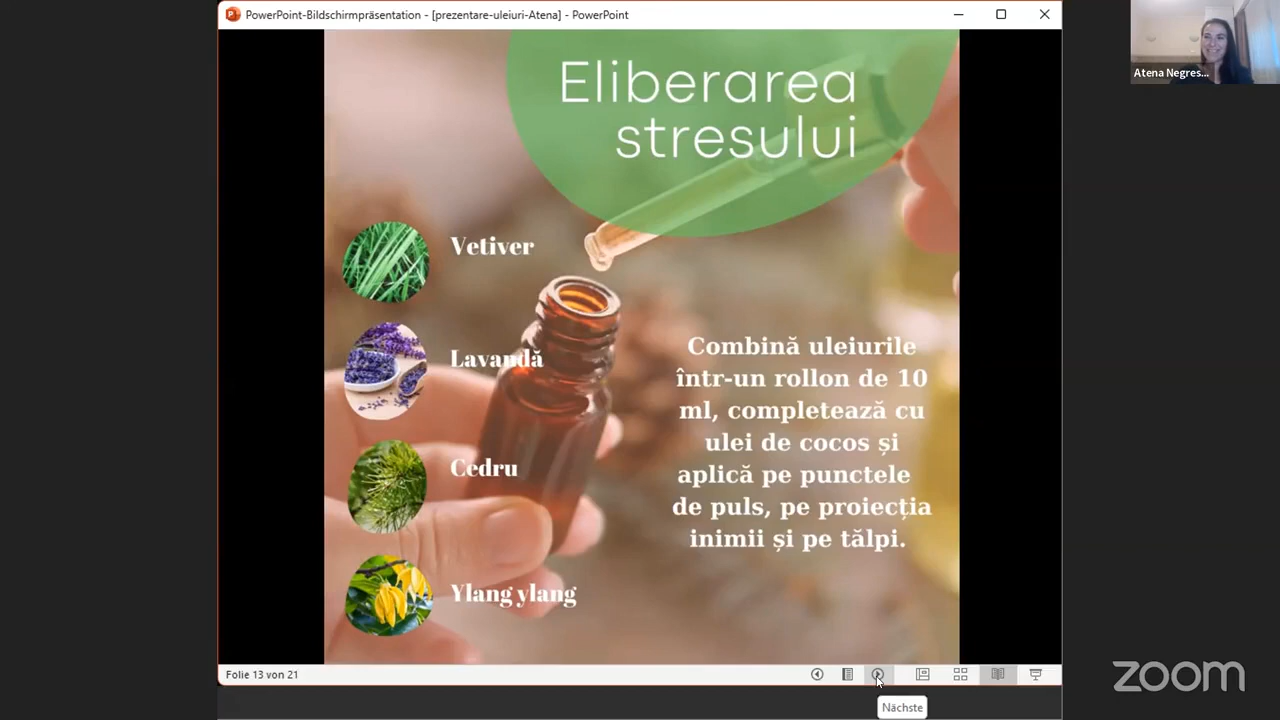 PowerPoint-Bildschirmpräsentation - [prezentare-uleiuri-Atena] - PowerPoint
Atena Negres...
Eliberarea
stresului
Vetiver
Lavandă
Cedru
Ylang ylang
Combină uleiurile
într-un rollon de 10
ml, completează cu
ulei de cocos și
aplică pe punctele
de puls, pe proiecția
inimii și pe tălpi.
Folie 13 von 21
Nächste
zoom